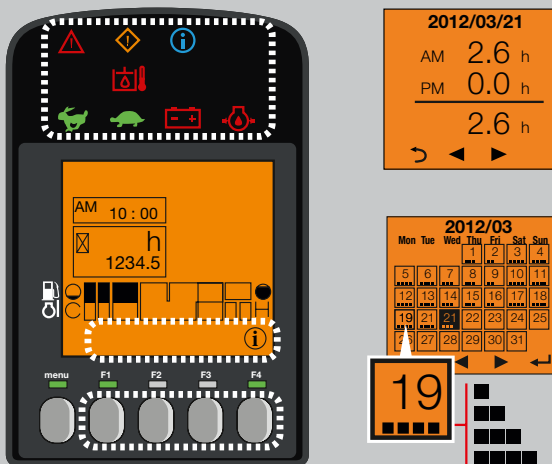 AM 10 : 00
h
1234.5
C H
i
menu F1 F2 F3 F4
2012/03/21
AM 2.6 h
PM 0.0 h
2.6 h
2012/03
Mon Tue Wed Thu Fri Sat Sun
1 2 3 4
5 6 7 8 9 10 11
12 13 14 15 16 17 18
19 21 21 22 23 24 25
26 27 28 29 30 31
19